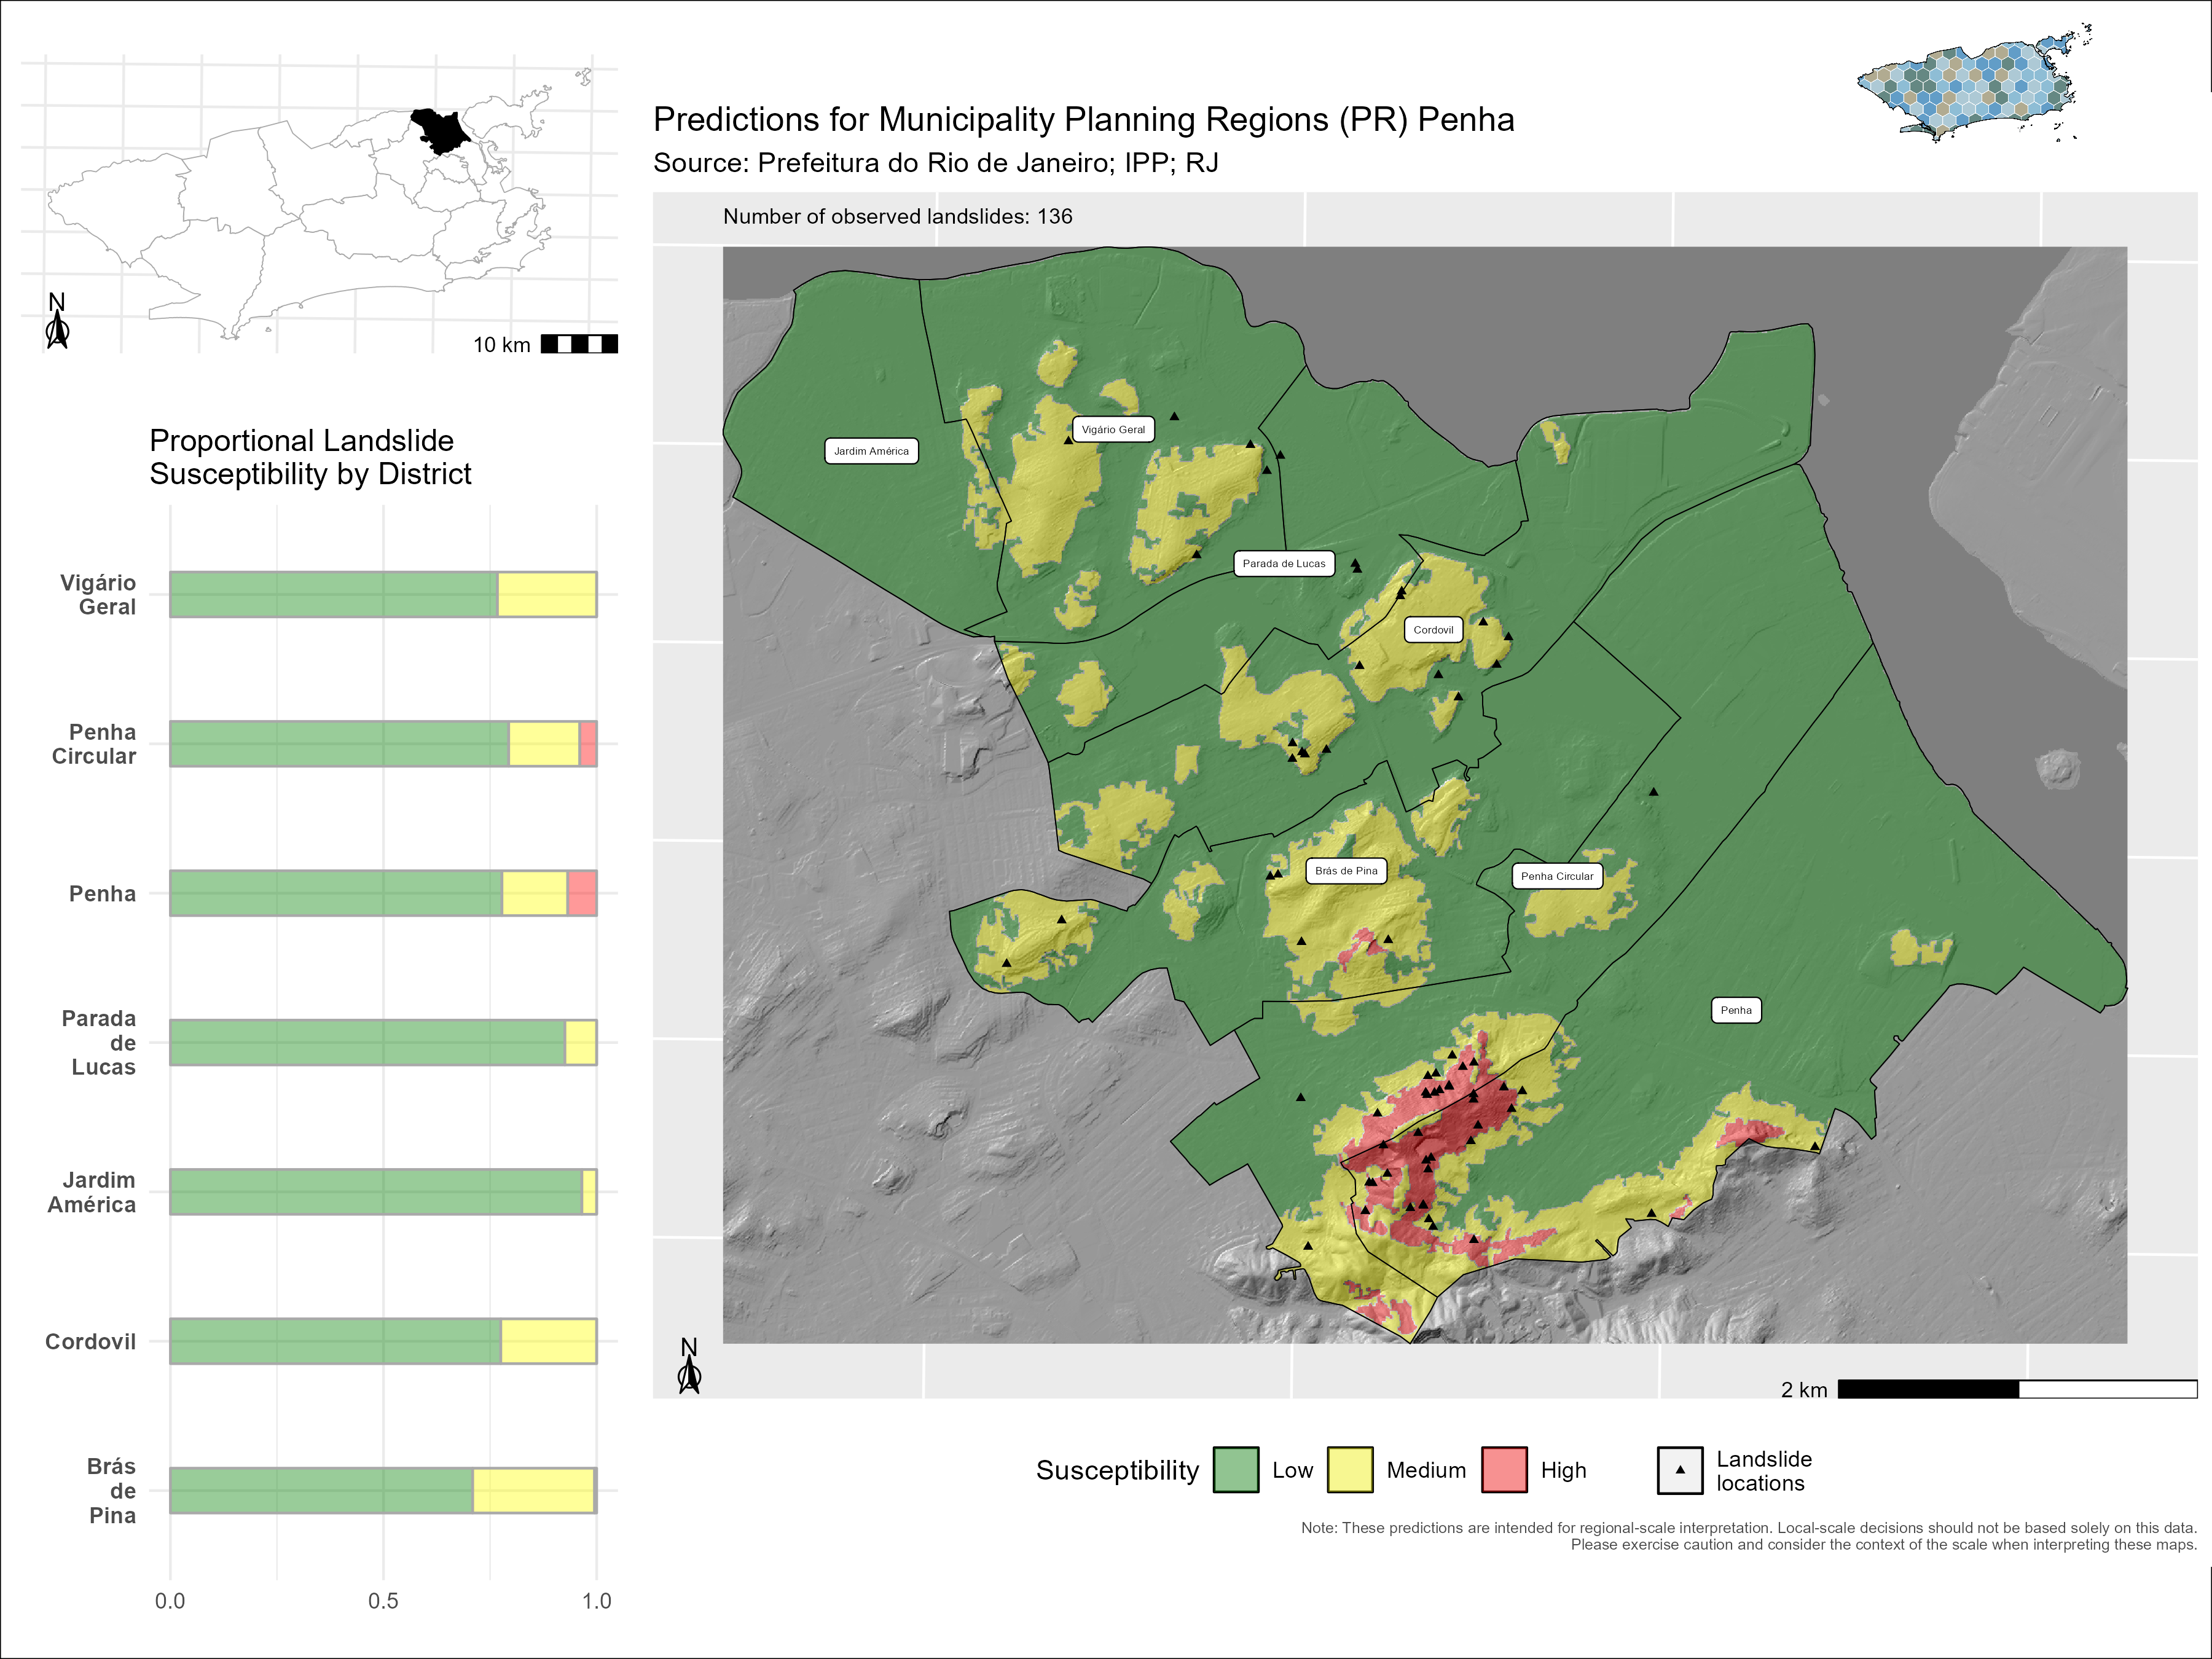 N
10 km
Proportional Landslide
Susceptibility by District
Vigário
Geral
Penha
Circular
Penha
Parada
de
Lucas
Jardim
América
Cordovil
Brás
de
Pina
0.0 0.5 1.0
Predictions for Municipality Planning Regions (PR) Penha
Source: Prefeitura do Rio de Janeiro; IPP; RJ
Number of observed landslides: 136
Vigário Geral
Jardim América
Parada de Lucas
Cordovil
Brás de Pina
Penha Circular
Penha
N
2 km
Susceptibility Low Medium High
Landslide
locations
Note: These predictions are intended for regional-scale interpretation. Local-scale decisions should not be based solely on this data.
Please exercise caution and consider the context of the scale when interpreting these maps.